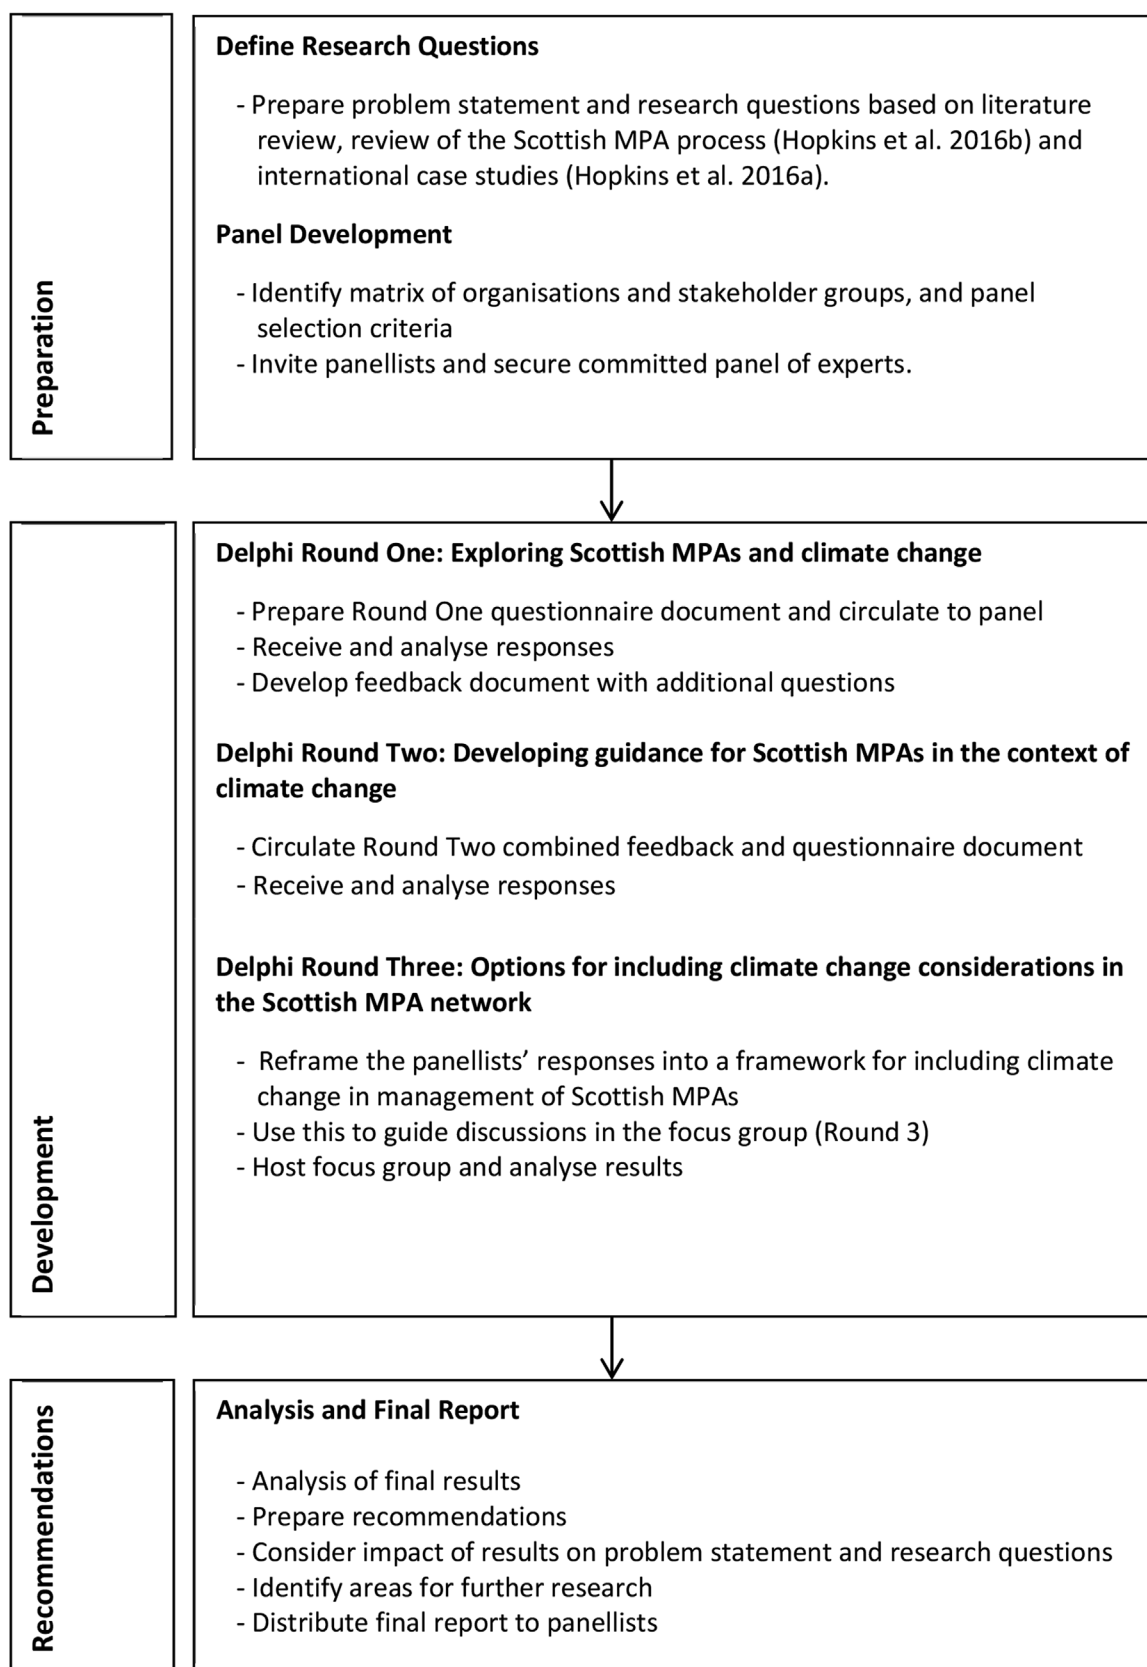 Preparation
Define Research Questions
- Prepare problem statement and research questions based on literature
review, review of the Scottish MPA process (Hopkins et al. 2016b) and
international case studies (Hopkins et al. 2016a).
Panel Development
- Identify matrix of organisations and stakeholder groups, and panel
selection criteria
- Invite panellists and secure committed panel of experts.
Development
Delphi Round One: Exploring Scottish MPAs and climate change
- Prepare Round One questionnaire document and circulate to panel
- Receive and analyse responses
- Develop feedback document with additional questions
Delphi Round Two: Developing guidance for Scottish MPAs in the context of
climate change
- Circulate Round Two combined feedback and questionnaire document
- Receive and analyse responses
Delphi Round Three: Options for including climate change considerations in
the Scottish MPA network
- Reframe the panellists’ responses into a framework for including climate
change in management of Scottish MPAs
- Use this to guide discussions in the focus group (Round 3)
- Host focus group and analyse results
Recommendations
Analysis and Final Report
- Analysis of final results
- Prepare recommendations
- Consider impact of results on problem statement and research questions
- Identify areas for further research
- Distribute final report to panellists